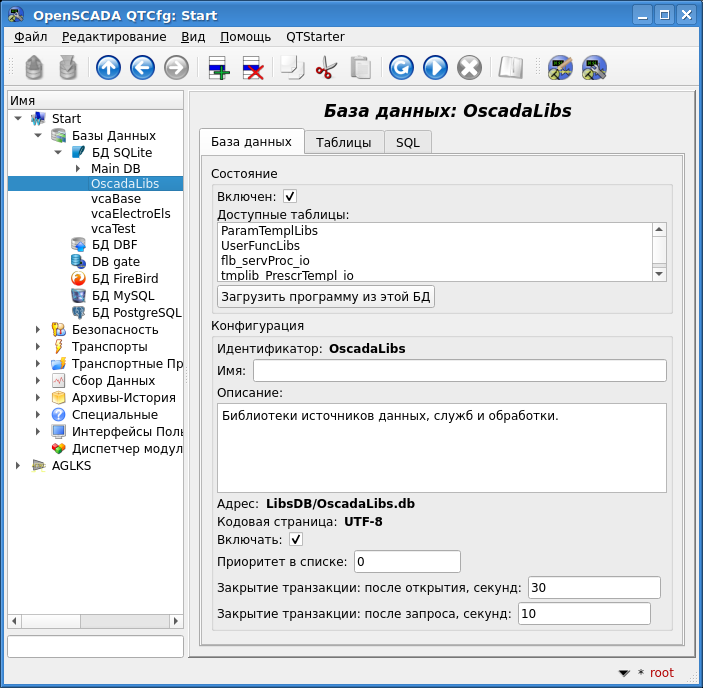 OpenSCADA QTCfg: Start
Файл Редактирование Вид Помощь QTStarter
Имя
Start
Базы Данных
БД SQLite
Main DB
OscadaLibs
vcaBase
vcaElectroEls
vcaTest
БД DBF
DB gate
БД FireBird
БД MySQL
БД PostgreSQL
Безопасность
Транспорты
Транспортные Пр
Сбор Данных
Архивы-История
Специальные
Интерфейсы Поль
Диспетчер модул
AGLKS
База данных: OscadaLibs
База данных Таблицы SQL
Состояние
Включен:
Доступные таблицы:
ParamTemplLibs
UserFuncLibs
flb_servProc_io
tmplib_PrescrTempl_io
Загрузить программу из этой БД
Конфигурация
Идентификатор: OscadaLibs
Имя:
Описание:
Библиотеки источников данных, служб и обработки.
Адрес: LibsDB/OscadaLibs.db
Кодовая страница: UTF-8
Включать:
Приоритет в списке: 0
Закрытие транзакции: после открытия, секунд: 30
Закрытие транзакции: после запроса, секунд: 10
* root